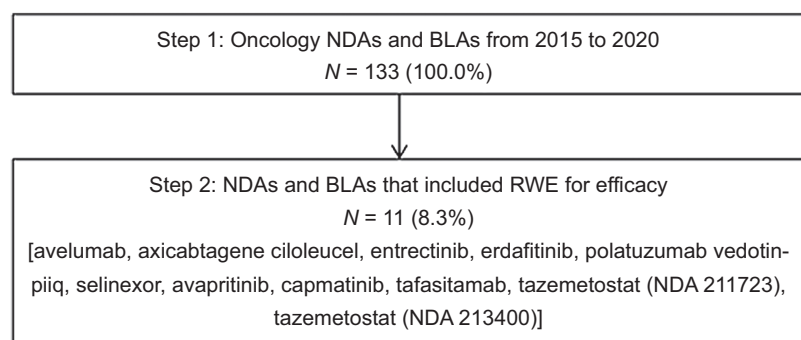 Step 1: Oncology NDAs and BLAs from 2015 to 2020
N = 133 (100.0%)
Step 2: NDAs and BLAs that included RWE for efficacy
N = 11 (8.3%)
[avelumab, axicabtagene ciloleucel, entrectinib, erdafitinib, polatuzumab vedotin-
piiq, selinexor, avapritinib, capmatinib, tafasitamab, tazemetostat (NDA 211723),
tazemetostat (NDA 213400)]